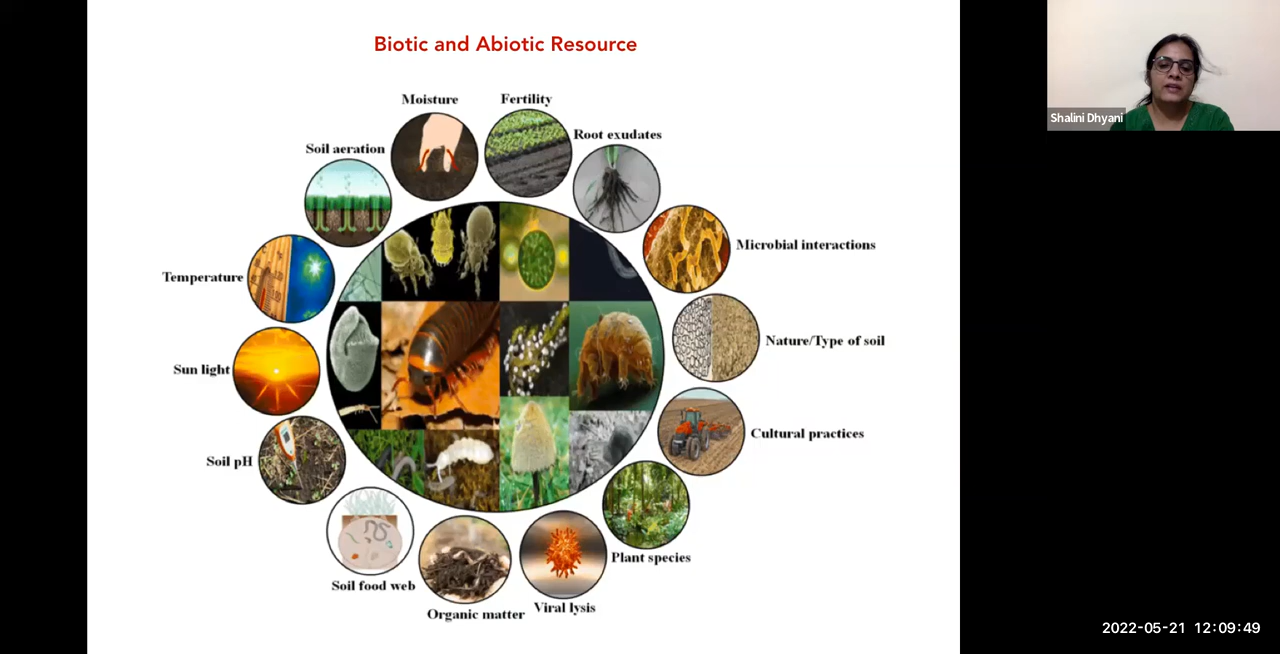 Biotic and Abiotic Resource
Moisture
Fertility
Root exudates
Soil aeration
Microbial interactions
Temperature
Nature/Type of soil
Sun light
Cultural practices
Soil pH
Plant species
Soil food web
Viral lysis
Organic matter
Shalini Dhyani
2022-05-21 12:09:49